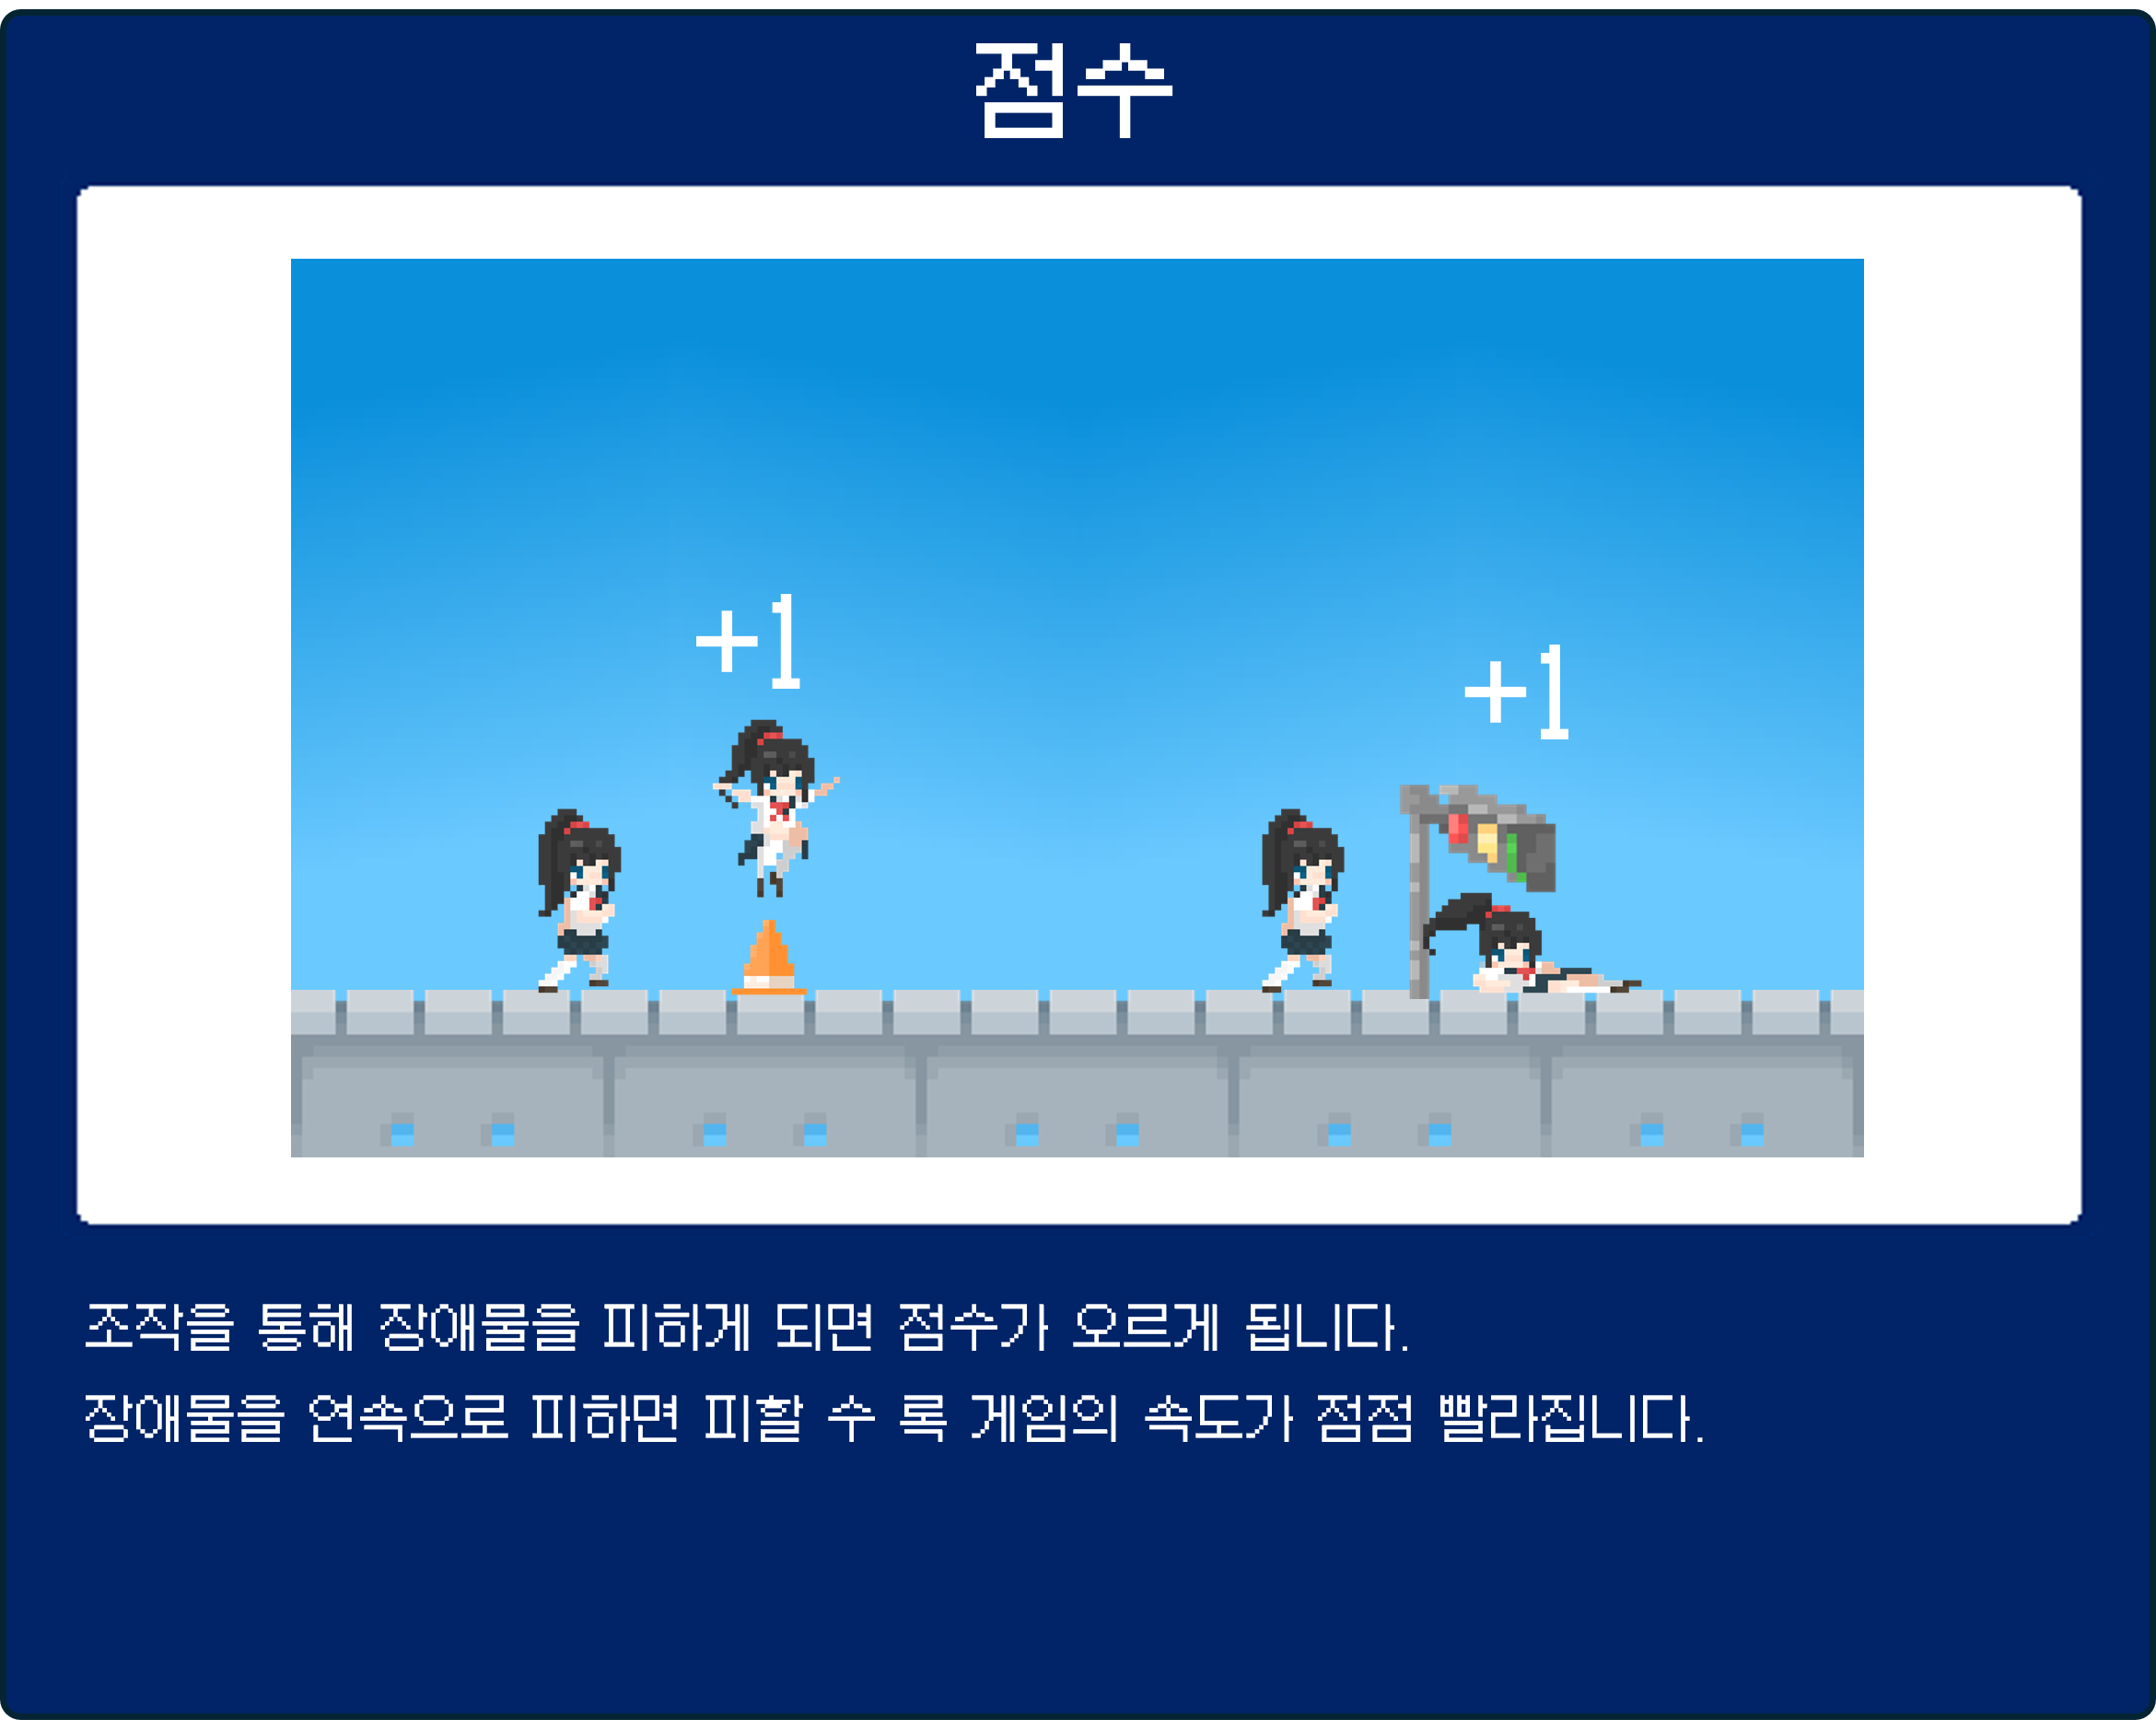 점수
+1
+1
조작을 통해 장애물을 피하게 되면 점수가 오르게 됩니다.
장애물을 연속으로 피하면 피할 수 록 게임의 속도가 점점 빨라집니다.